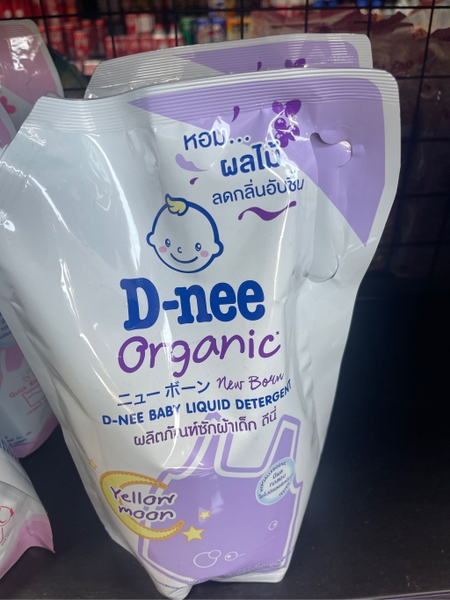 หอม...
ผลไม้
ลดกลิ่นอับชื้น
D-nee
Organic*
ニューボーン New Born
D-NEE BABY LIQUID DETERGENT
ผลิตภัณฑ์ซักผ้าเด็ก ดีนี่
Yellow
moon